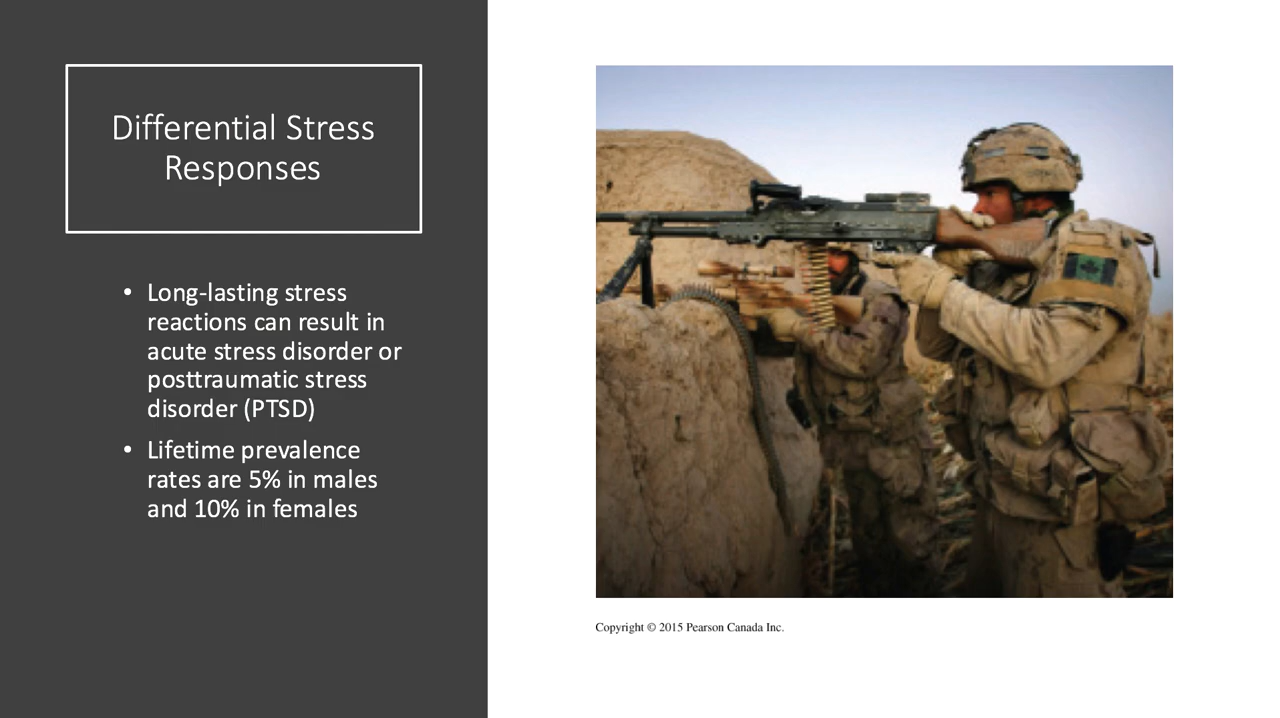 Differential Stress
Responses
• Long-lasting stress
reactions can result in
acute stress disorder or
posttraumatic stress
disorder (PTSD)
• Lifetime prevalence
rates are 5% in males
and 10% in females
Copyright © 2015 Pearson Canada Inc.